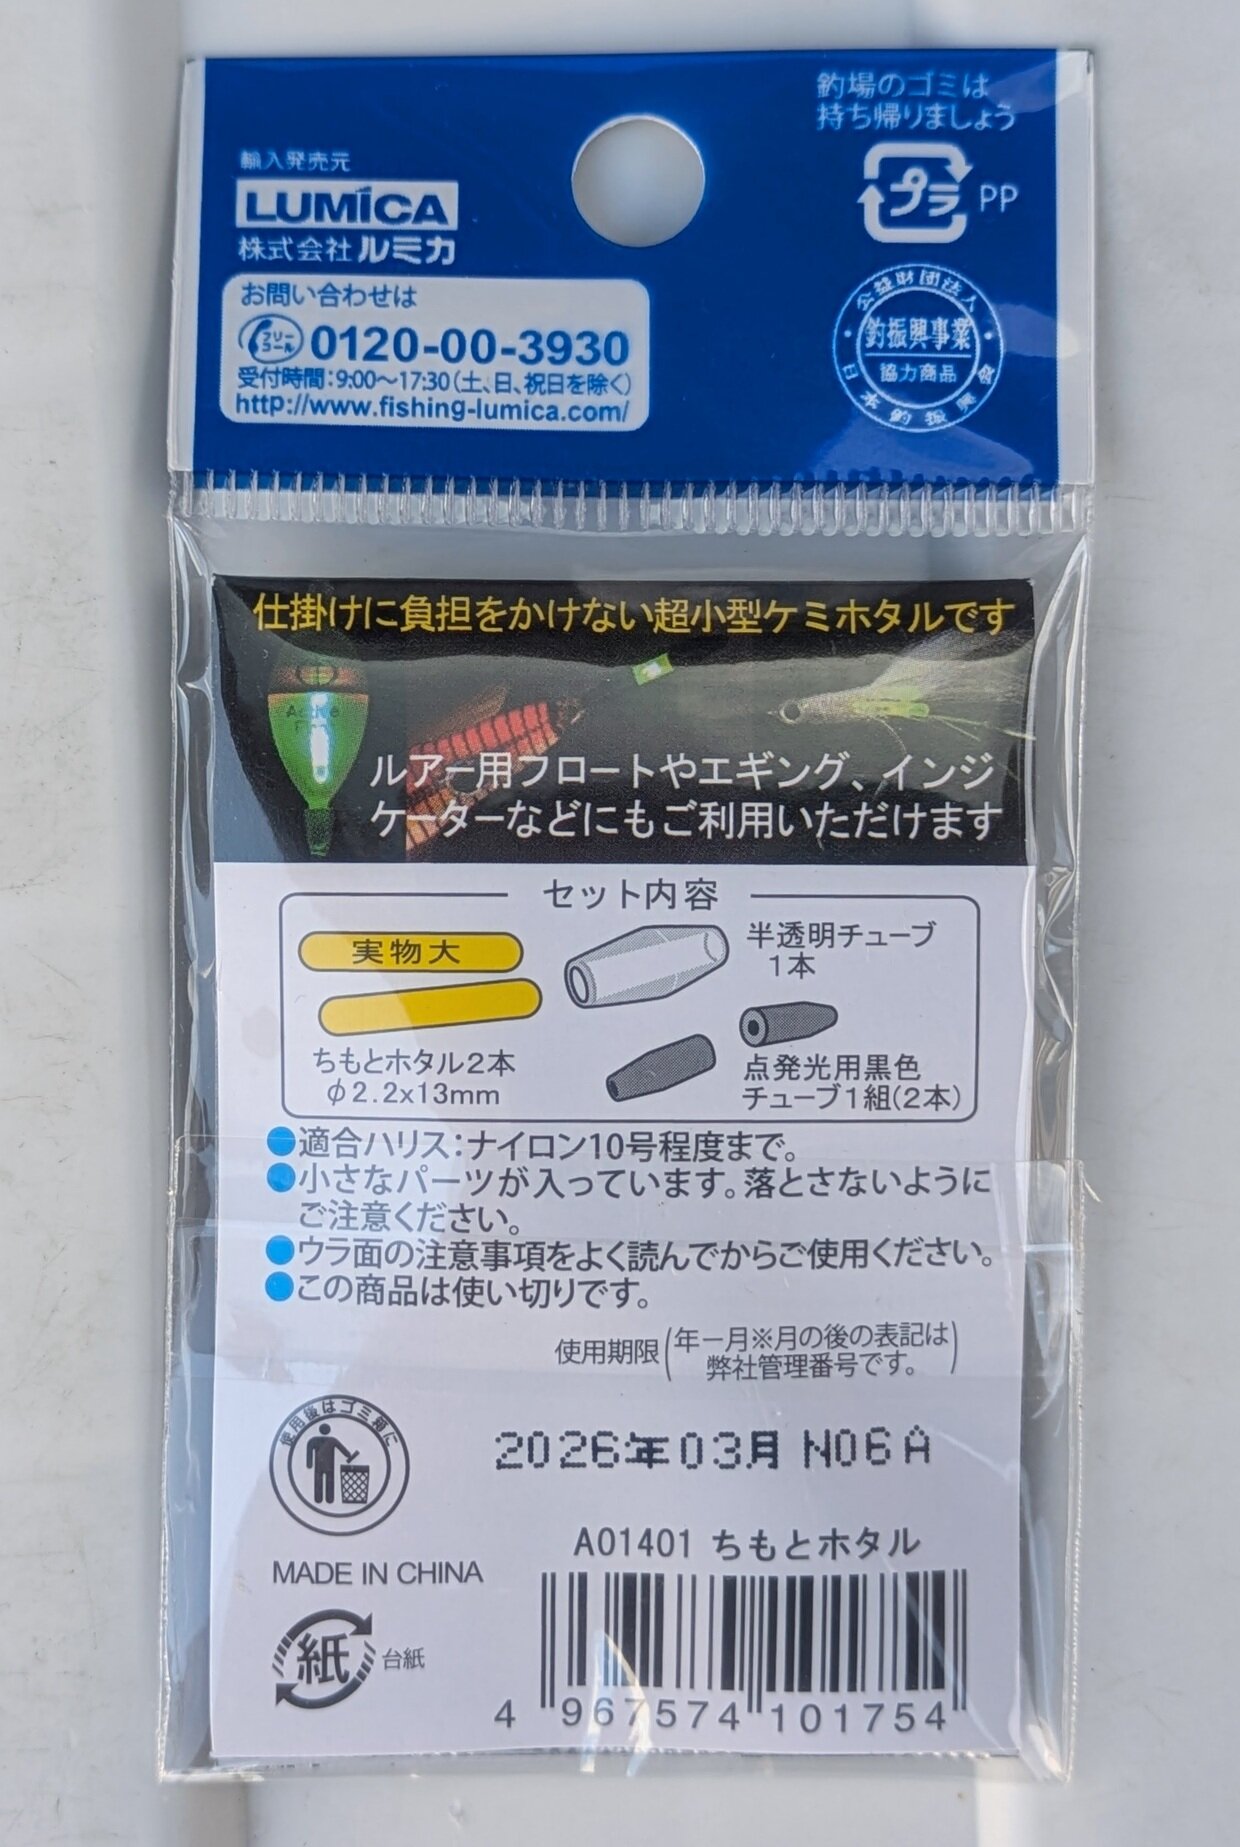 釣場のゴミは
持ち帰りましょう
輸入発売元
LUMICA
株式会社ルミカ
プラ PP
お問い合わせは
フリーコール 0120-00-3930
受付時間:9:00～17:30(土、日、祝日を除く)
http://www.fishing-lumica.com/
公益財団法人
釣振興事業
協力商品
日本釣振興会
仕掛けに負担をかけない超小型ケミホタルです
Active
ルアー用フロートやエギング、インジ
ケーターなどにもご利用いただけます
セット内容
実物大
半透明チューブ
1本
ちもとホタル2本
φ2.2x13mm
点発光用黒色
チューブ1組(2本)
●適合ハリス:ナイロン10号程度まで。
●小さなパーツが入っています。落とさないように
ご注意ください。
●ウラ面の注意事項をよく読んでからご使用ください。
●この商品は使い切りです。
使用期限(年ー月※月の後の表記は
弊社管理番号です。)
使用後はゴミ箱に
2026年03月 N06A
A01401 ちもとホタル
MADE IN CHINA
紙 台紙
4 967574 101754